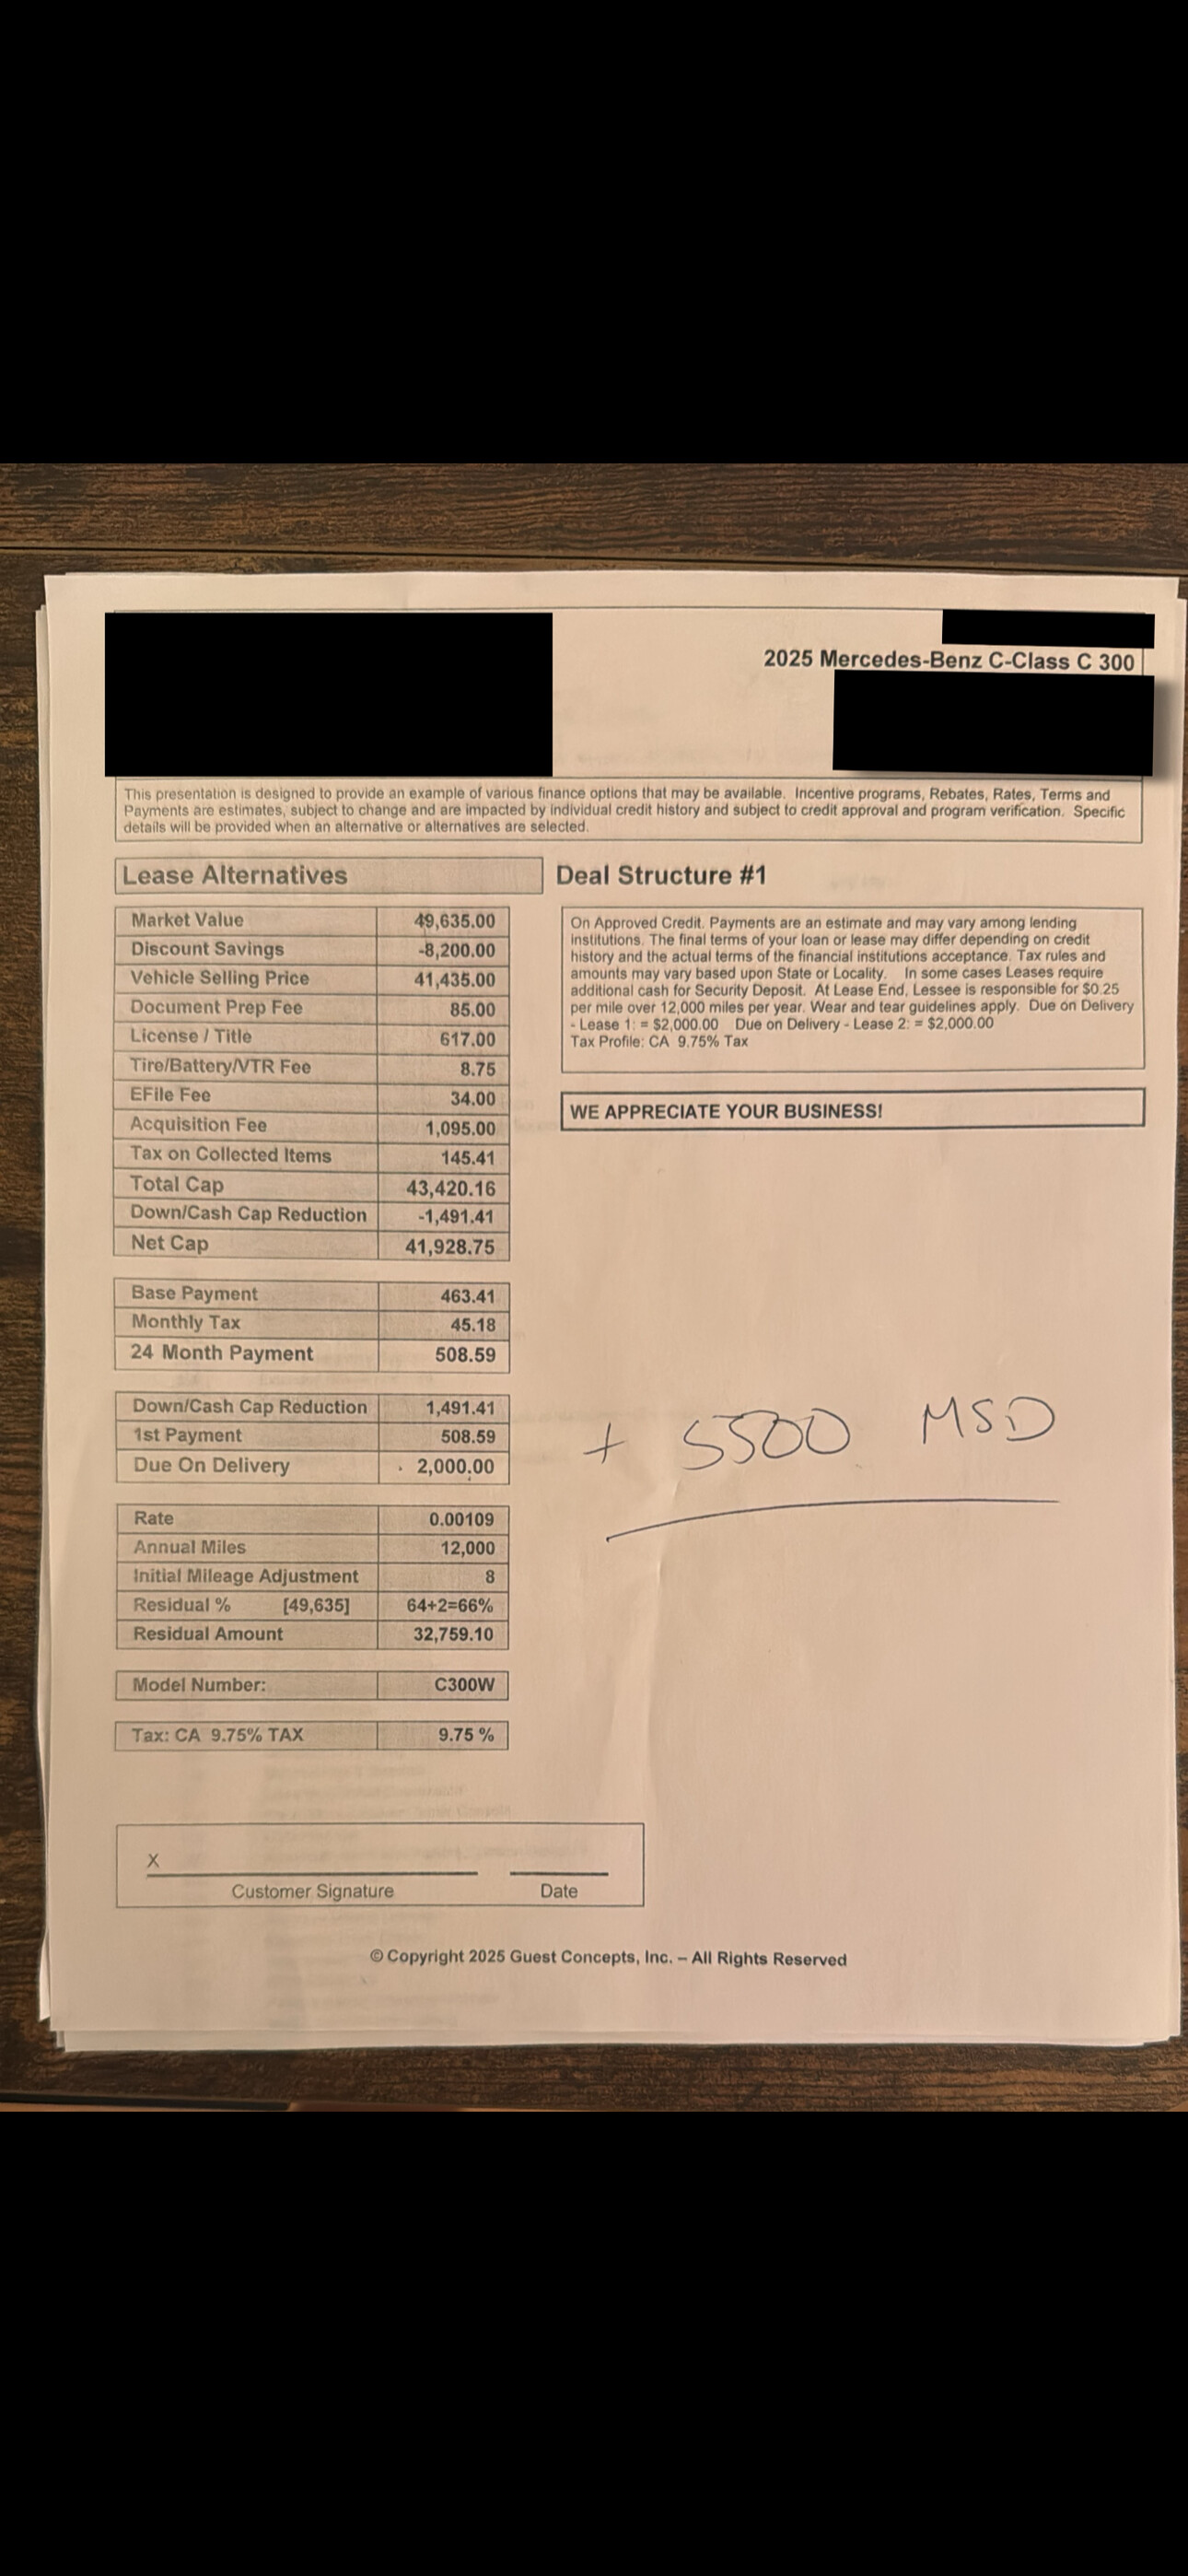 2025 Mercedes-Benz C-Class C 300
This presentation is designed to provide an example of various finance options that may be available. Incentive programs, Rebates, Rates, Terms and
Payments are estimates, subject to change and are impacted by individual credit history and subject to credit approval and program verification. Specific
details will be provided when an alternative or alternatives are selected.
Lease Alternatives
Market Value 49,635.00
Discount Savings -8,200.00
Vehicle Selling Price 41,435.00
Document Prep Fee 85.00
License / Title 617.00
Tire/Battery/VTR Fee 8.75
EFile Fee 34.00
Acquisition Fee 1,095.00
Tax on Collected Items 145.41
Total Cap 43,420.16
Down/Cash Cap Reduction -1,491.41
Net Cap 41,928.75
Base Payment 463.41
Monthly Tax 45.18
24 Month Payment 508.59
Down/Cash Cap Reduction 1,491.41
1st Payment 508.59
Due On Delivery 2,000.00
Rate 0.00109
Annual Miles 12,000
Initial Mileage Adjustment 8
Residual % [49,635] 64+2=66%
Residual Amount 32,759.10
Model Number: C300W
Tax: CA 9.75% TAX 9.75 %
Deal Structure #1
On Approved Credit. Payments are an estimate and may vary among lending
institutions. The final terms of your loan or lease may differ depending on credit
history and the actual terms of the financial institutions acceptance. Tax rules and
amounts may vary based upon State or Locality. In some cases Leases require
additional cash for Security Deposit. At Lease End, Lessee is responsible for $0.25
per mile over 12,000 miles per year. Wear and tear guidelines apply. Due on Delivery
- Lease 1: = $2,000.00 Due on Delivery - Lease 2: = $2,000.00
Tax Profile: CA 9.75% Tax
WE APPRECIATE YOUR BUSINESS!
+ 5500 MSD
X
Customer Signature Date
© Copyright 2025 Guest Concepts, Inc. – All Rights Reserved